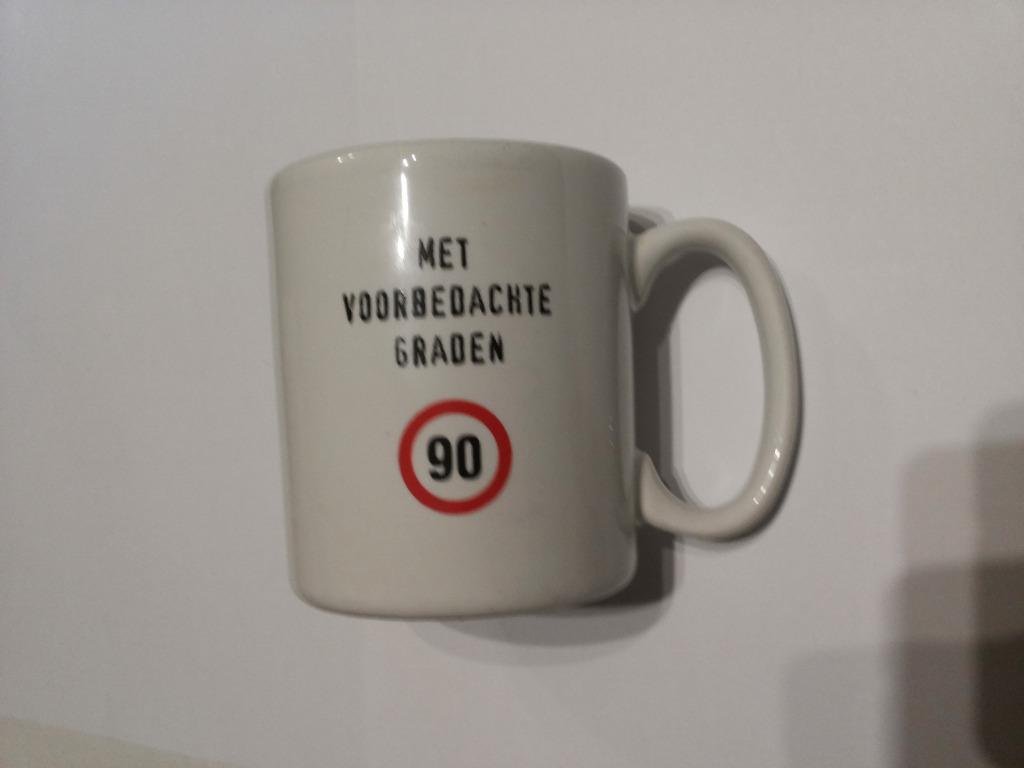 MET
VOORBEDACHTE
GRADEN
90